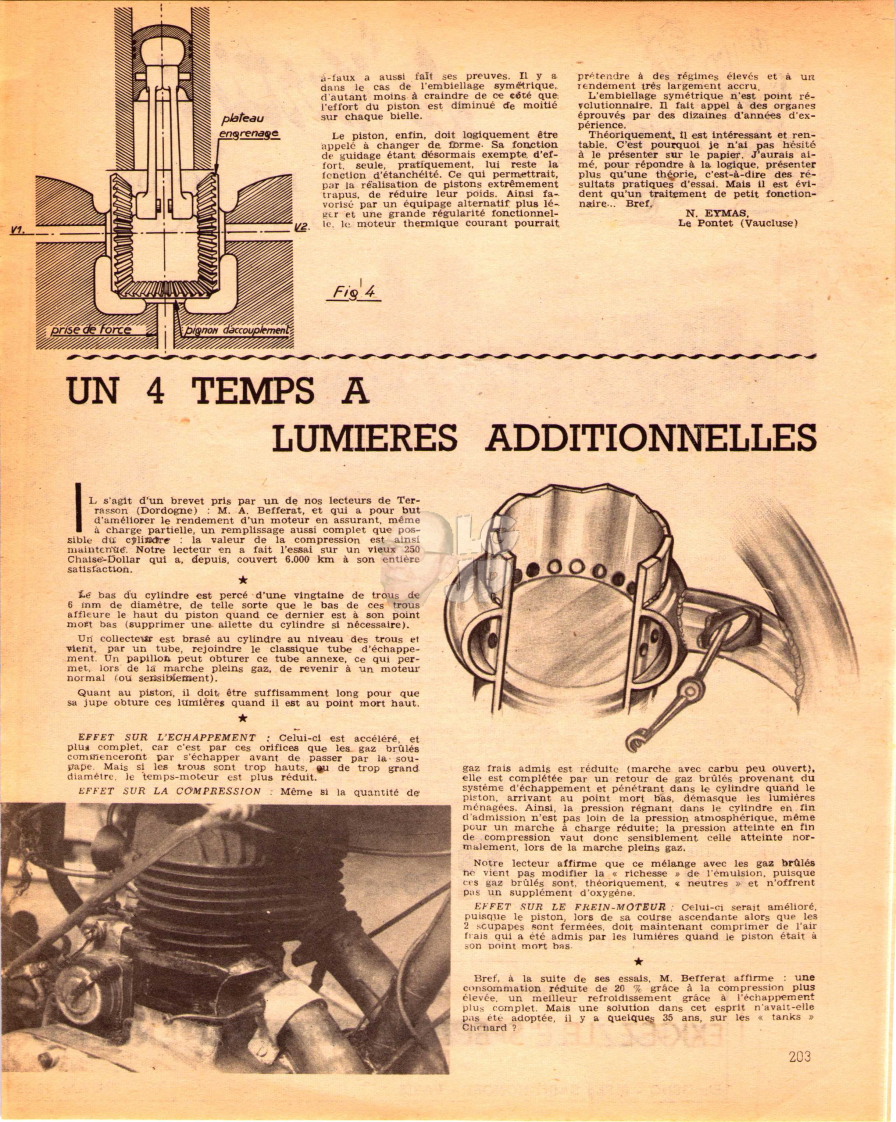 plateau
engrenage
V1.
V2.
prise de force
pignon d'accouplement
Fig 4
à-faux a aussi fait ses preuves. Il y a
dans le cas de l'embiellage symétrique,
d'autant moins à craindre de ce côté que
l'effort du piston est diminué de moitié
sur chaque bielle.
Le piston, enfin, doit logiquement être
appelé à changer de forme. Sa fonction
de guidage étant désormais exempte d'ef-
fort, seule, pratiquement, lui reste la
fonction d'étanchéité. Ce qui permettrait,
par la réalisation de pistons extrêmement
trapus, de réduire leur poids. Ainsi fa-
vorisé par un équipage alternatif plus lé-
ger et une grande régularité fonctionnel-
le, le moteur thermique courant pourrait
prétendre à des régimes élevés et à un
rendement très largement accru.
L'embiellage symétrique n'est point ré-
volutionnaire. Il fait appel à des organes
éprouvés par des dizaines d'années d'ex-
périence.
Théoriquement, il est intéressant et ren-
table. C'est pourquoi je n'ai pas hésité
à le présenter sur le papier. J'aurais ai-
mé, pour répondre à la logique, présenter
plus qu'une théorie, c'est-à-dire des ré-
sultats pratiques d'essai. Mais il est évi-
dent qu'un traitement de petit fonction-
naire... Bref.
N. EYMAS,
Le Pontet (Vaucluse)
UN 4 TEMPS A
LUMIERES ADDITIONNELLES
IL s'agit d'un brevet pris par un de nos lecteurs de Ter-
rasson (Dordogne) : M. A. Befferat, et qui a pour but
d'améliorer le rendement d'un moteur en assurant, même
à charge partielle, un remplissage aussi complet que pos-
sible du cylindre : la valeur de la compression est ainsi
maintenue. Notre lecteur en a fait l'essai sur un vieux 250
Chaise-Dollar qui a, depuis, couvert 6.000 km à son entière
satisfaction.
★
Le bas du cylindre est percé d'une vingtaine de trous de
6 mm de diamètre, de telle sorte que le bas de ces trous
affleure le haut du piston quand ce dernier est à son point
mort bas (supprimer une ailette du cylindre si nécessaire).
Un collecteur est brasé au cylindre au niveau des trous et
vient, par un tube, rejoindre le classique tube d'échappe-
ment. Un papillon peut obturer ce tube annexe, ce qui per-
met, lors de la marche pleins gaz, de revenir à un moteur
normal (ou sensiblement).
Quant au piston, il doit être suffisamment long pour que
sa jupe obture ces lumières quand il est au point mort haut.
★
EFFET SUR L'ECHAPPEMENT : Celui-ci est accéléré, et
plus complet, car c'est par ces orifices que les gaz brûlés
commenceront par s'échapper avant de passer par la sou-
pape. Mais si les trous sont trop hauts, ou de trop grand
diamètre, le temps-moteur est plus réduit.
EFFET SUR LA COMPRESSION : Même si la quantité de
gaz frais admis est réduite (marche avec carbu peu ouvert),
elle est complétée par un retour de gaz brûlés provenant du
système d'échappement et pénétrant dans le cylindre quand le
piston, arrivant au point mort bas, démasque les lumières
ménagées. Ainsi, la pression régnant dans le cylindre en fin
d'admission n'est pas loin de la pression atmosphérique, même
pour un marche à charge réduite; la pression atteinte en fin
de compression vaut donc sensiblement celle atteinte nor-
malement, lors de la marche pleins gaz.
Notre lecteur affirme que ce mélange avec les gaz brûlés
ne vient pas modifier la « richesse » de l'émulsion, puisque
ces gaz brûlés sont, théoriquement, « neutres » et n'offrent
pas un supplément d'oxygène.
EFFET SUR LE FREIN-MOTEUR : Celui-ci serait amélioré,
puisque le piston, lors de sa course ascendante alors que les
2 soupapes sont fermées, doit maintenant comprimer de l'air
frais qui a été admis par les lumières quand le piston était à
son point mort bas.
★
Bref, à la suite de ses essais, M. Befferat affirme : une
consommation réduite de 20 % grâce à la compression plus
élevée, un meilleur refroidissement grâce à l'échappement
plus complet. Mais une solution dans cet esprit n'avait-elle
pas été adoptée, il y a quelques 35 ans, sur les « tanks »
Chenard ?
203